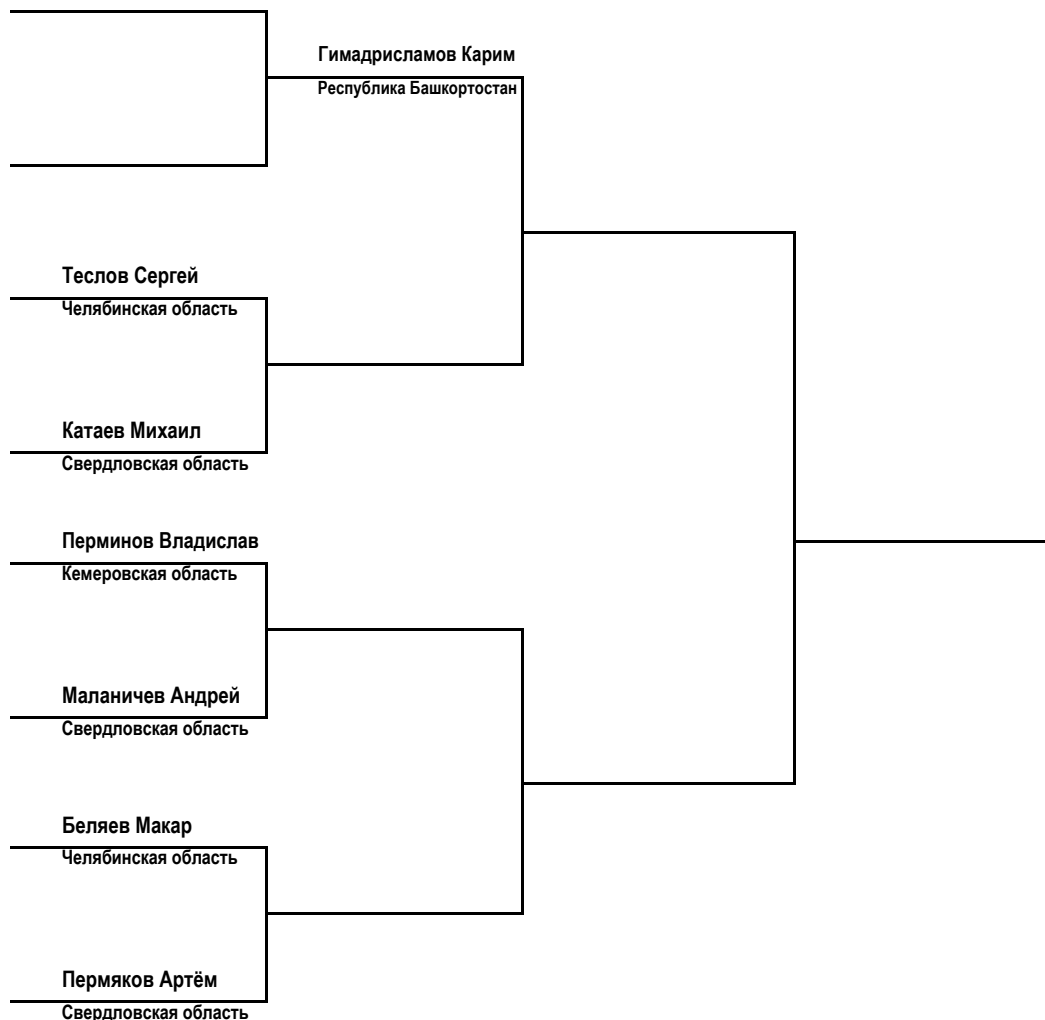 Гимадрисламов Карим
Республика Башкортостан
Теслов Сергей
Челябинская область
Катаев Михаил
Свердловская область
Перминов Владислав
Кемеровская область
Маланичев Андрей
Свердловская область
Беляев Макар
Челябинская область
Пермяков Артём
Свердловская область